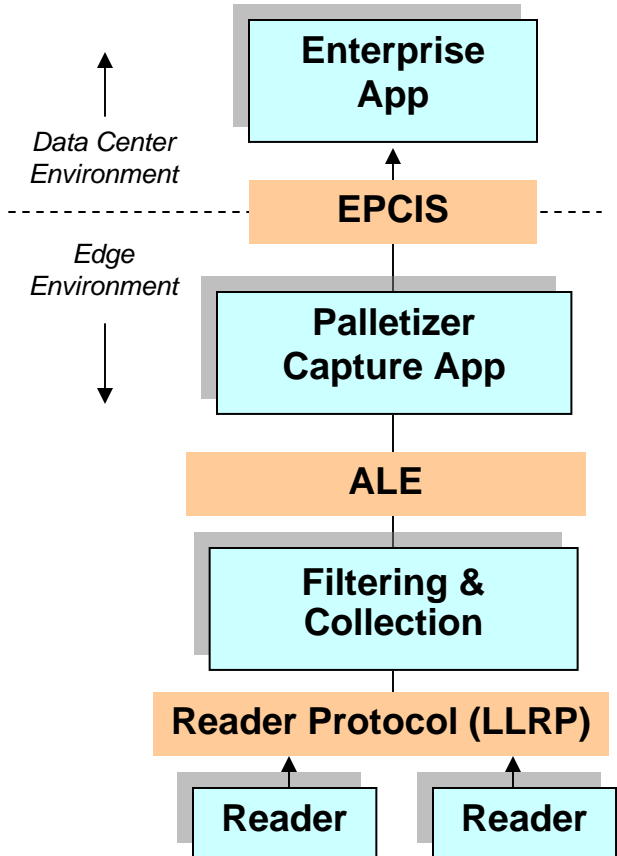 Enterprise
App
Data Center
Environment
EPCIS
Edge
Environment
Palletizer
Capture App
ALE
Filtering &
Collection
Reader Protocol (LLRP)
Reader
Reader